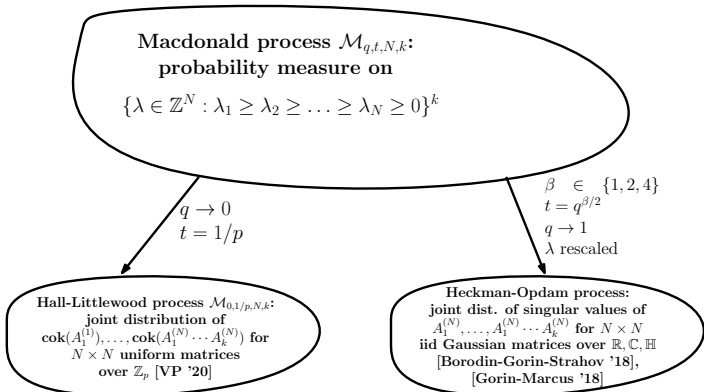 Macdonald process $\mathcal{M}_{q,t,N,k}$:
probability measure on
$\{\lambda \in \mathbb{Z}^N : \lambda_1 \geq \lambda_2 \geq \ldots \geq \lambda_N \geq 0\}^k$
$q \to 0$
$t = 1/p$
$\beta \in \{1, 2, 4\}$
$t = q^{\beta/2}$
$q \to 1$
$\lambda$ rescaled
Hall-Littlewood process $\mathcal{M}_{0,1/p,N,k}$:
joint distribution of
$\mathbf{cok}(A_1^{(1)}), \ldots, \mathbf{cok}(A_1^{(N)} \cdots A_k^{(N)})$ for
$N \times N$ uniform matrices
over $\mathbb{Z}_p$ [VP '20]
Heckman-Opdam process:
joint dist. of singular values of
$A_1^{(N)}, \ldots, A_1^{(N)} \cdots A_k^{(N)}$ for $N \times N$
iid Gaussian matrices over $\mathbb{R}, \mathbb{C}, \mathbb{H}$
[Borodin-Gorin-Strahov '18],
[Gorin-Marcus '18]